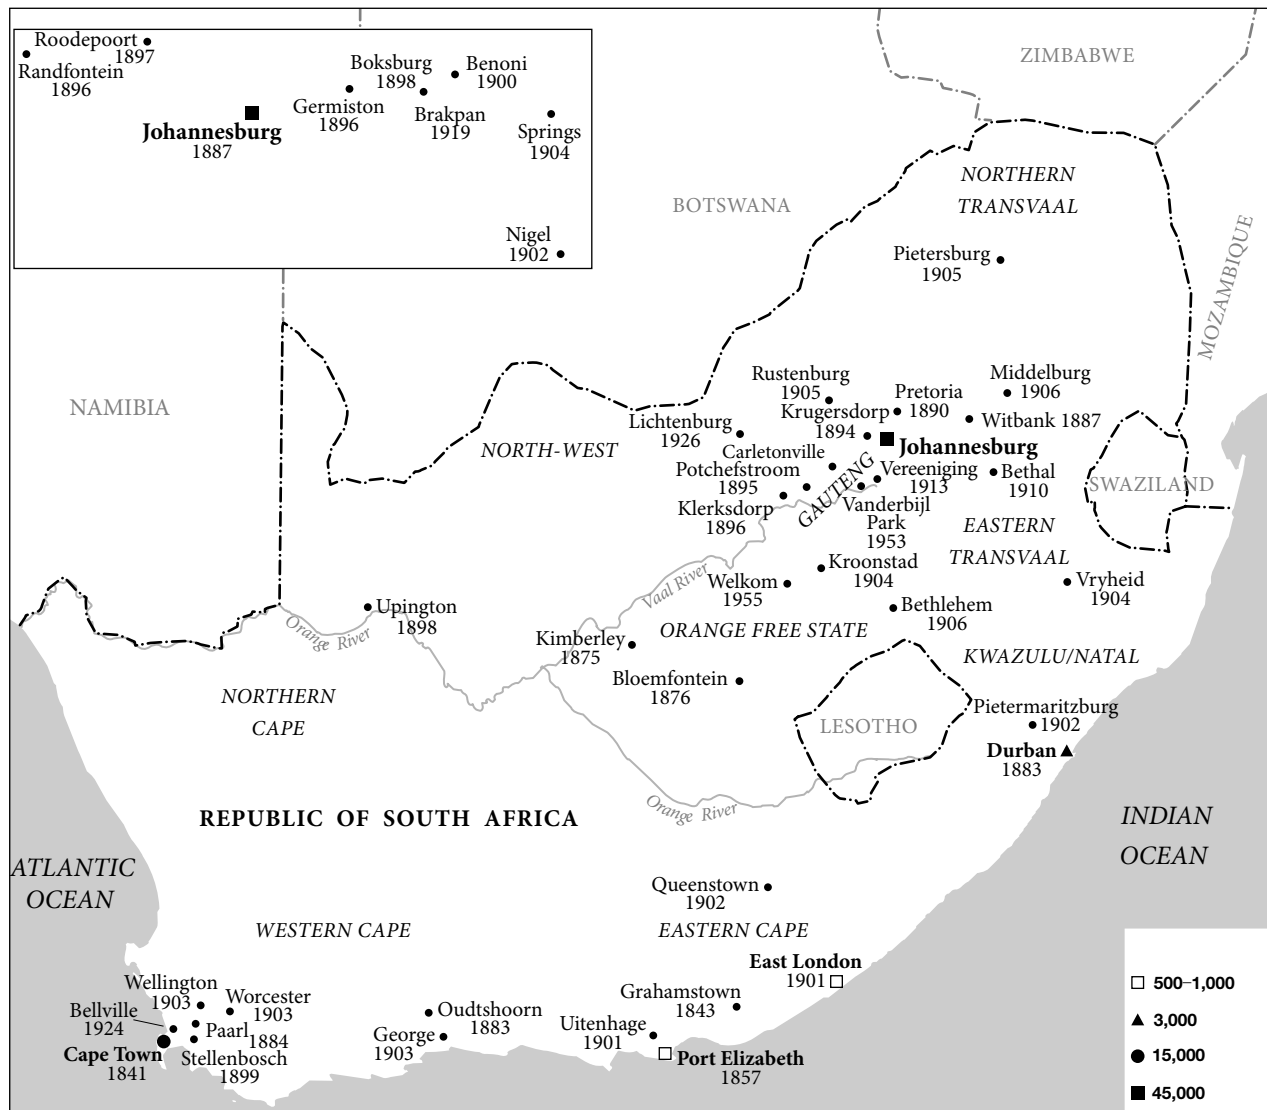 Roodepoort
1897
Randfontein
1896
Johannesburg
1887
Boksburg
1898
Germiston
1896
Benoni
1900
Brakpan
1919
Springs
1904
Nigel
1902
ZIMBABWE
NORTHERN
TRANSVAAL
BOTSWANA
MOZAMBIQUE
Pietersburg
1905
NAMIBIA
NORTH-WEST
Rustenburg
1905
Pretoria
1890
Middelburg
1906
Lichtenburg
1926
Krugersdorp
1894
Witbank 1887
Johannesburg
Carletonville
Potchefstroom
1895
Klerksdorp
1896
GAUTENG
Vereeniging
1913
Vanderbijl
Park
1953
Bethal
1910
SWAZILAND
EASTERN
TRANSVAAL
Kroonstad
1904
Welkom
1955
Vryheid
1904
Vaal River
Bethlehem
1906
Upington
1898
Orange River
Kimberley
1875
ORANGE FREE STATE
KWAZULU/NATAL
Bloemfontein
1876
NORTHERN
CAPE
LESOTHO
Pietermaritzburg
1902
Durban
1883
Orange River
REPUBLIC OF SOUTH AFRICA
INDIAN
OCEAN
ATLANTIC
OCEAN
Queenstown
1902
WESTERN CAPE
EASTERN CAPE
East London
1901
Wellington
1903
Worcester
1903
Bellville
1924
Paarl
1884
Cape Town
1841
Stellenbosch
1899
Oudtshoorn
1883
George
1903
Grahamstown
1843
Uitenhage
1901
Port Elizabeth
1857
500–1,000
3,000
15,000
45,000